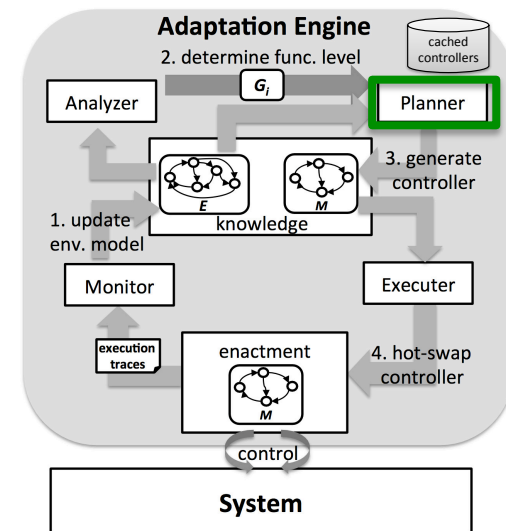 Adaptation Engine
2. determine func. level
cached
controllers
G_i
Analyzer
Planner
3. generate
controller
E
M
knowledge
1. update
env. model
Monitor
Executer
execution
traces
enactment
4. hot-swap
controller
M
control
System